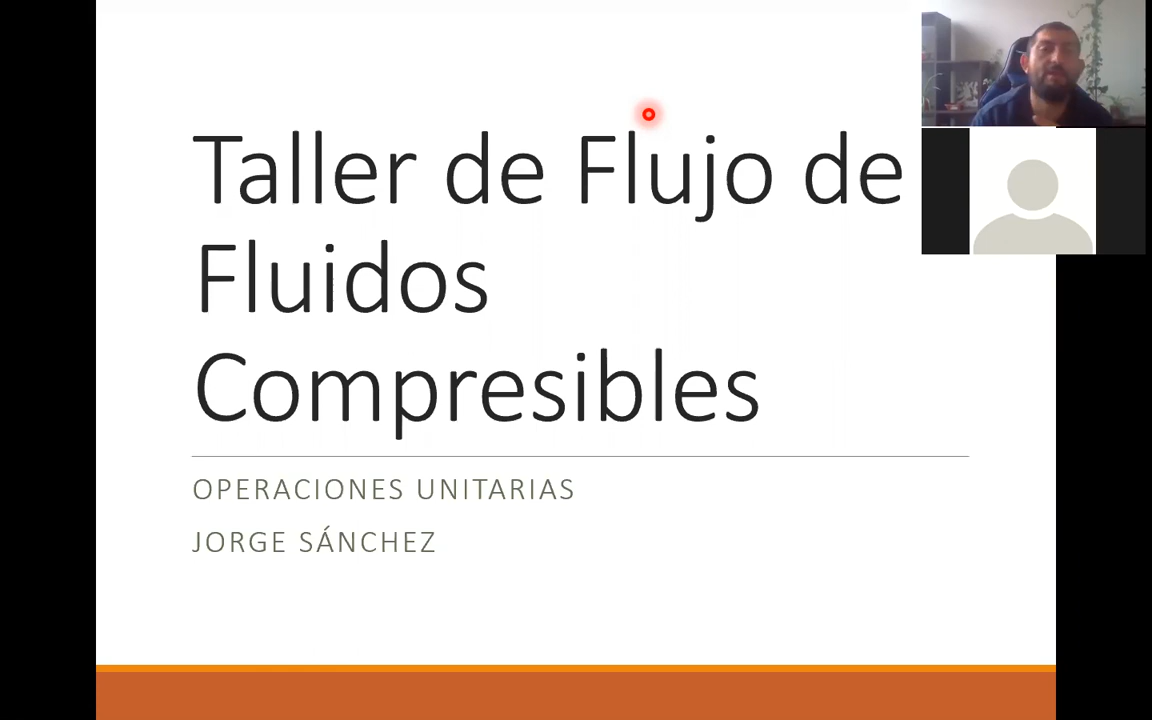 Taller de Flujo de
Fluidos
Compresibles
OPERACIONES UNITARIAS
JORGE SÁNCHEZ